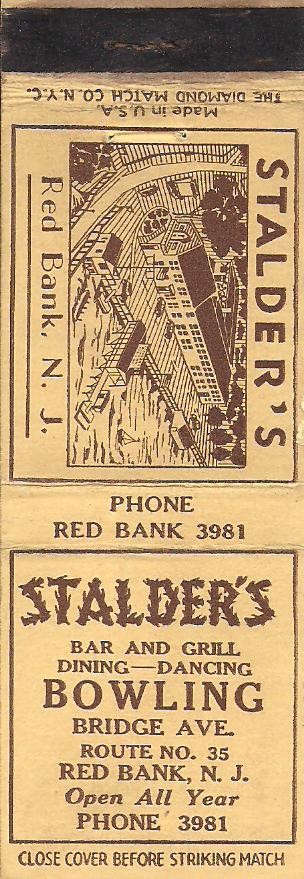 Made in U.S.A.
THE DIAMOND MATCH CO. N.Y.C.
STALDER'S
Red Bank, N. J.
PHONE
RED BANK 3981
STALDER'S
BAR AND GRILL
DINING—DANCING
BOWLING
BRIDGE AVE.
ROUTE NO. 35
RED BANK, N. J.
Open All Year
PHONE 3981
CLOSE COVER BEFORE STRIKING MATCH